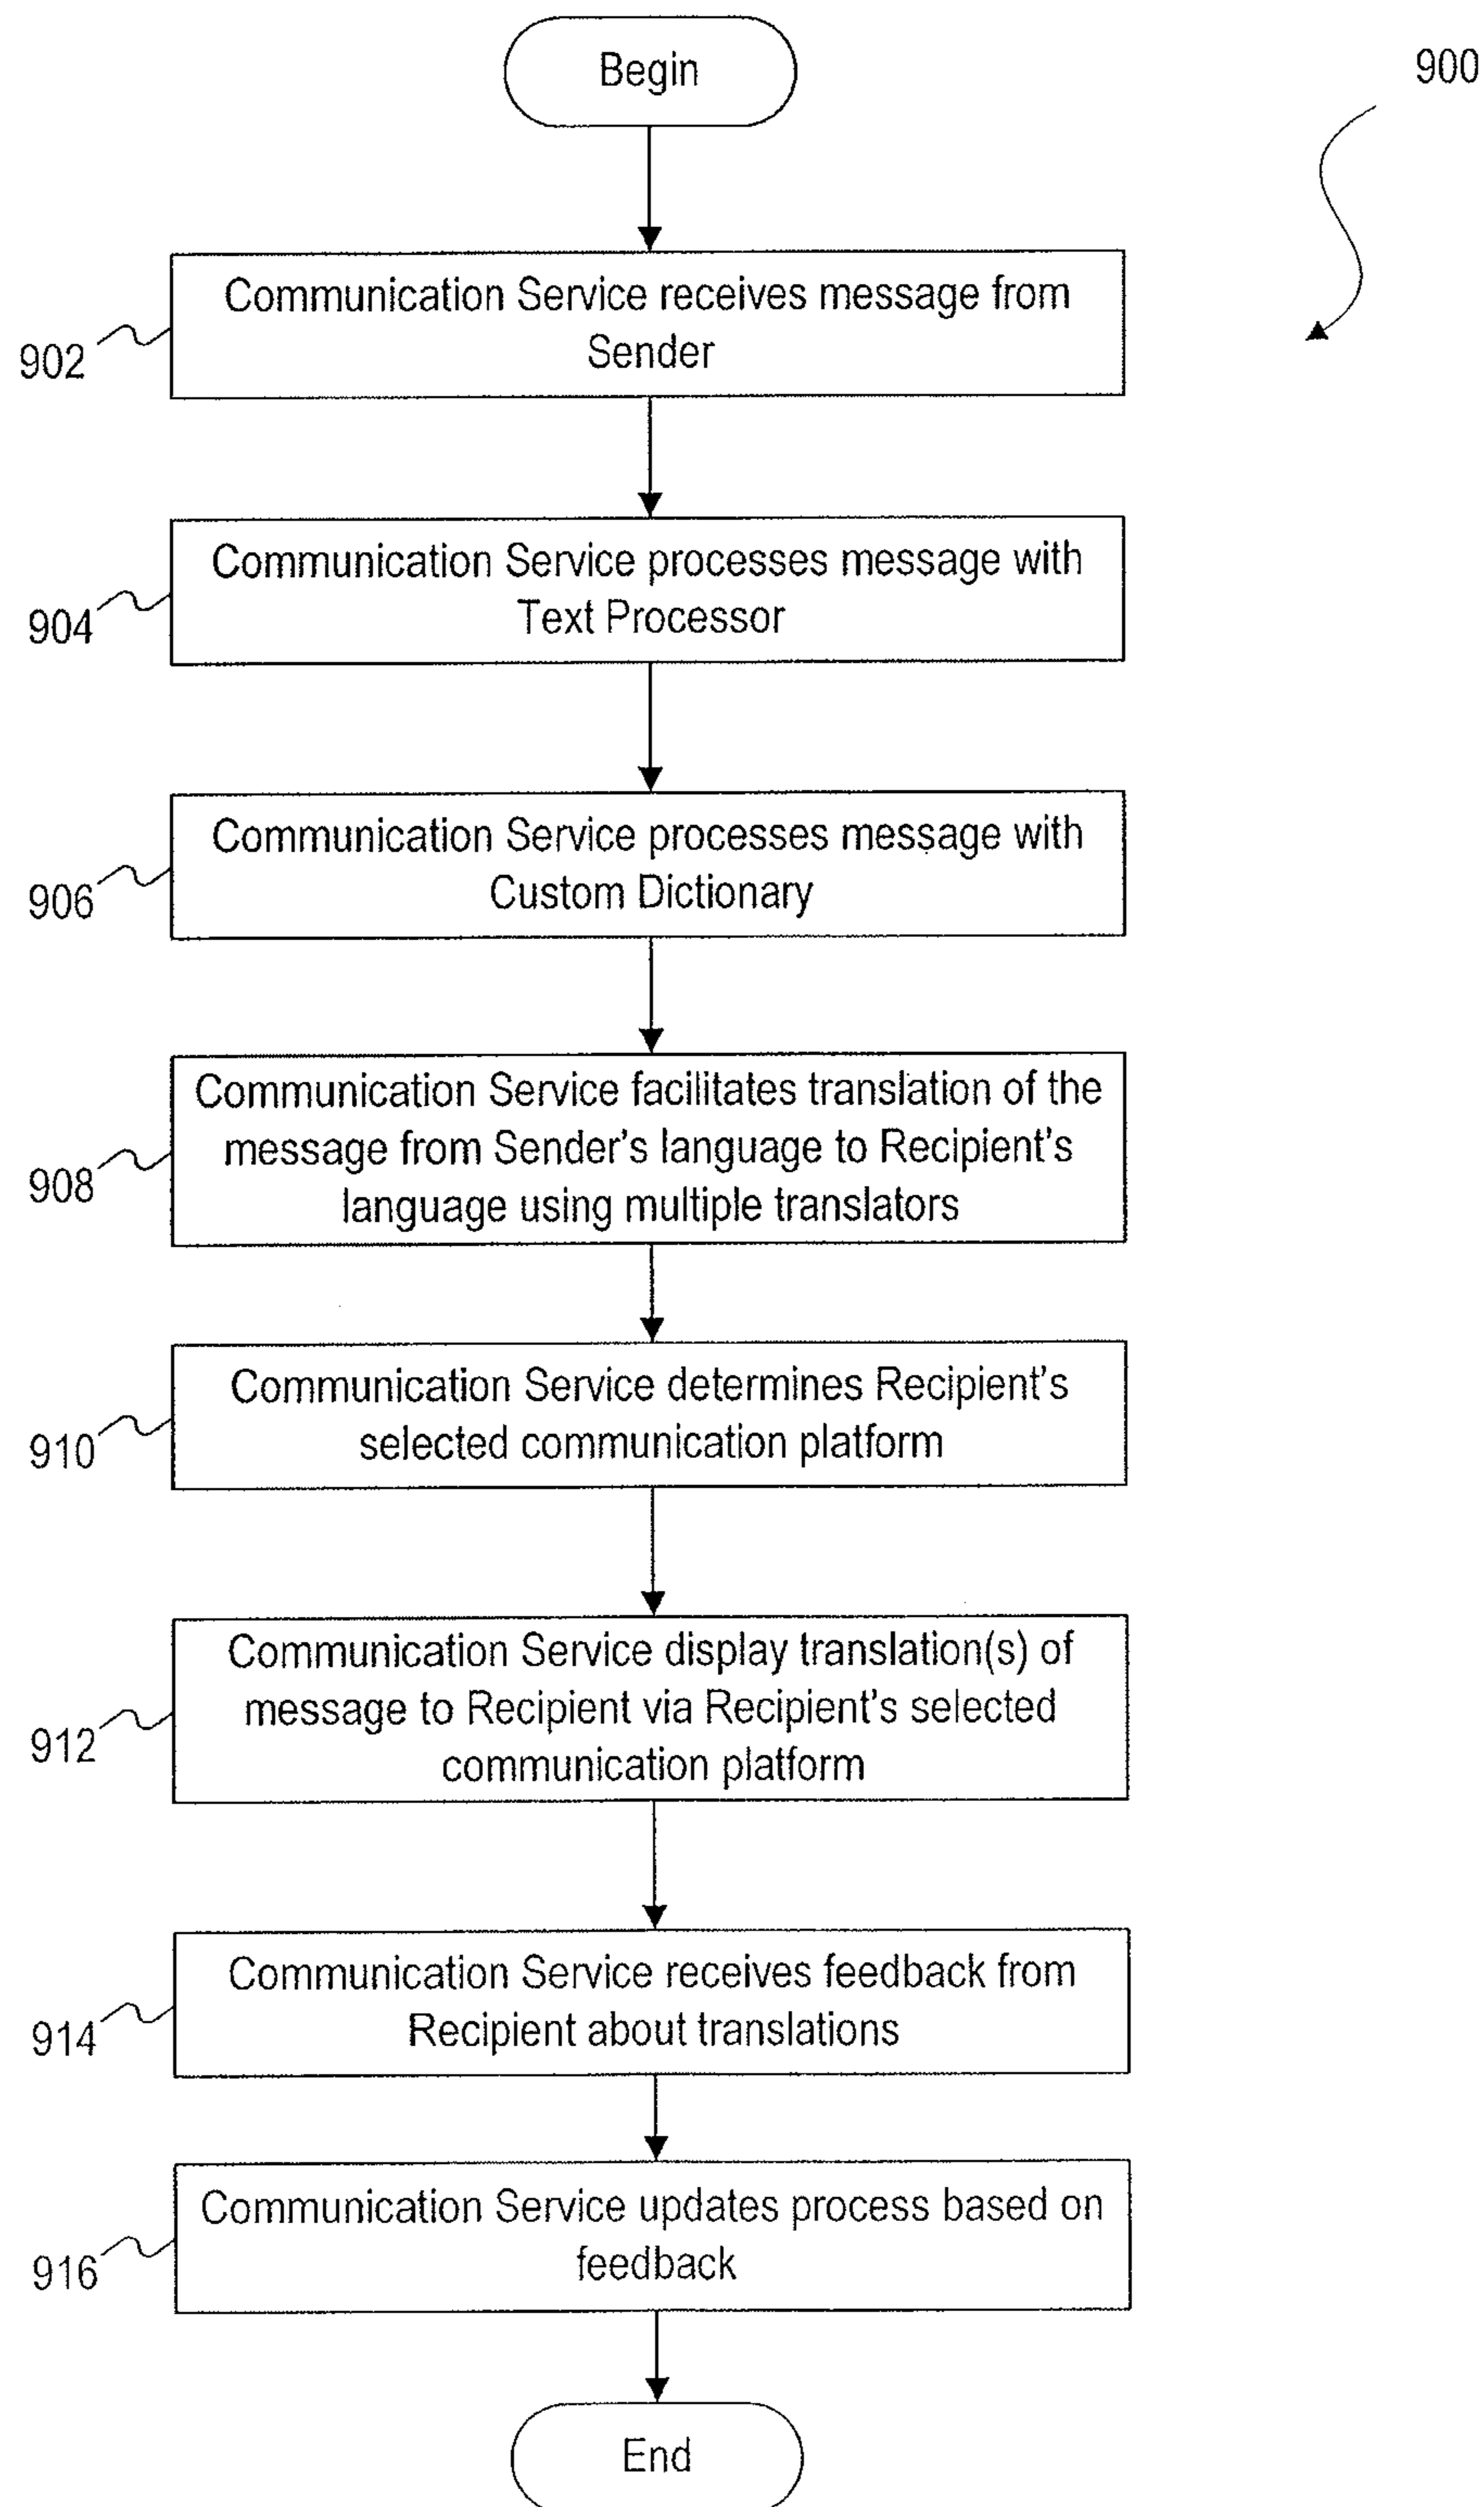 Begin
900
Communication Service receives message from
Sender
902
Communication Service processes message with
Text Processor
904
Communication Service processes message with
Custom Dictionary
906
Communication Service facilitates translation of the
message from Sender's language to Recipient's
language using multiple translators
908
Communication Service determines Recipient's
selected communication platform
910
Communication Service display translation(s) of
message to Recipient via Recipient's selected
communication platform
912
Communication Service receives feedback from
Recipient about translations
914
Communication Service updates process based on
feedback
916
End